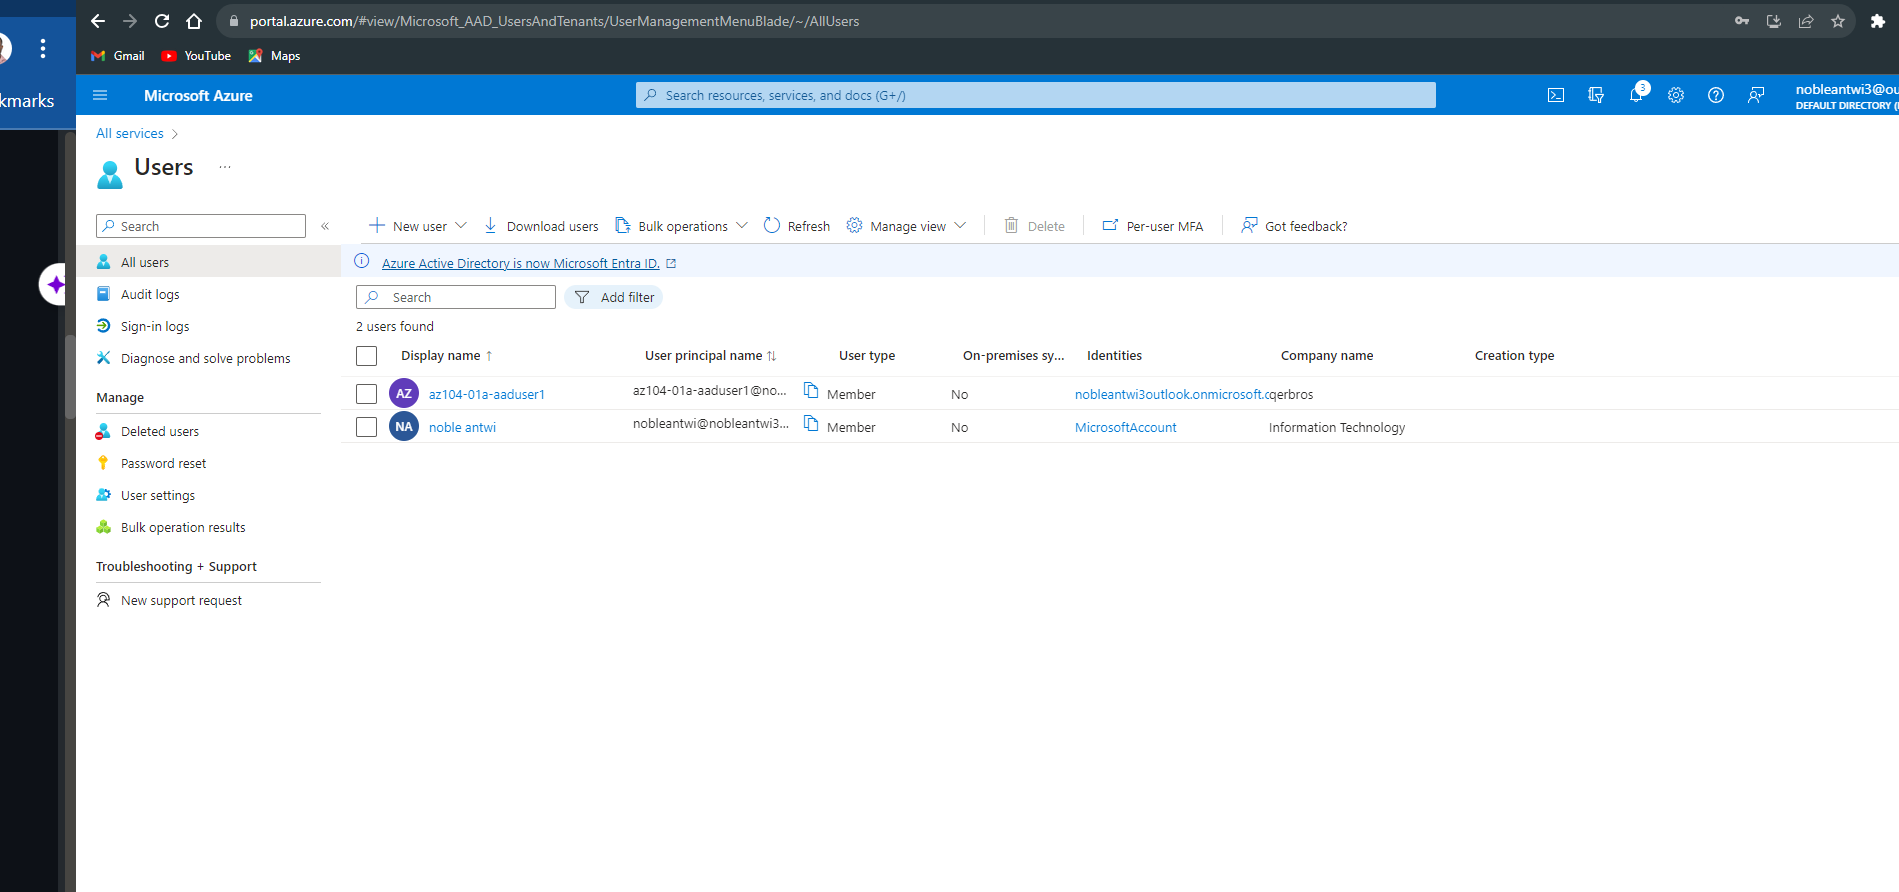 portal.azure.com/#view/Microsoft_AAD_UsersAndTenants/UserManagementMenuBlade/~/AllUsers
Gmail YouTube Maps
kmarks
Microsoft Azure
Search resources, services, and docs (G+/)
3
nobleantwi3@ou
DEFAULT DIRECTORY (
All services
Users
Search
New user Download users Bulk operations Refresh Manage view Delete Per-user MFA Got feedback?
All users
Audit logs
Sign-in logs
Diagnose and solve problems
Manage
Deleted users
Password reset
User settings
Bulk operation results
Troubleshooting + Support
New support request
Azure Active Directory is now Microsoft Entra ID.
Search Add filter
2 users found
Display name User principal name User type On-premises sy... Identities Company name Creation type
AZ az104-01a-aaduser1 az104-01a-aaduser1@no... Member No nobleantwi3outlook.onmicrosoft.c qerbros
NA noble antwi nobleantwi@nobleantwi3... Member No MicrosoftAccount Information Technology